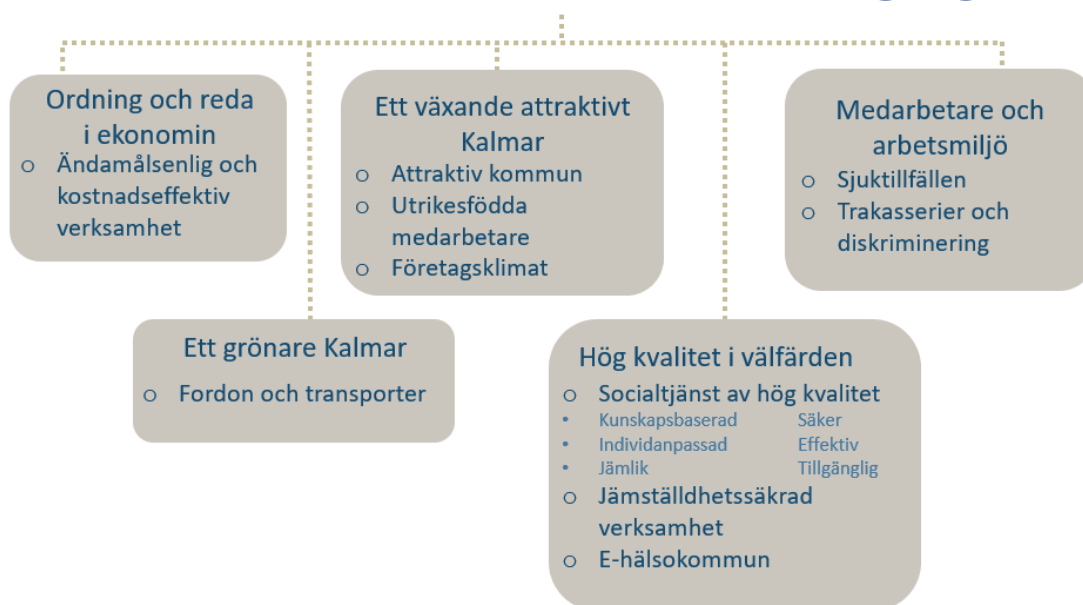 Ordning och reda
i ekonomin
o Ändamålsenlig och
kostnadseffektiv
verksamhet
Ett växande attraktivt
Kalmar
o Attraktiv kommun
o Utrikesfödda
medarbetare
o Företagsklimat
Medarbetare och
arbetsmiljö
o Sjuktillfällen
o Trakasserier och
diskriminering
Ett grönare Kalmar
o Fordon och transporter
Hög kvalitet i välfärden
o Socialtjänst av hög kvalitet
• Kunskapsbaserad Säker
• Individanpassad Effektiv
• Jämlik Tillgänglig
o Jämställdhetssäkrad
verksamhet
o E-hälsokommun